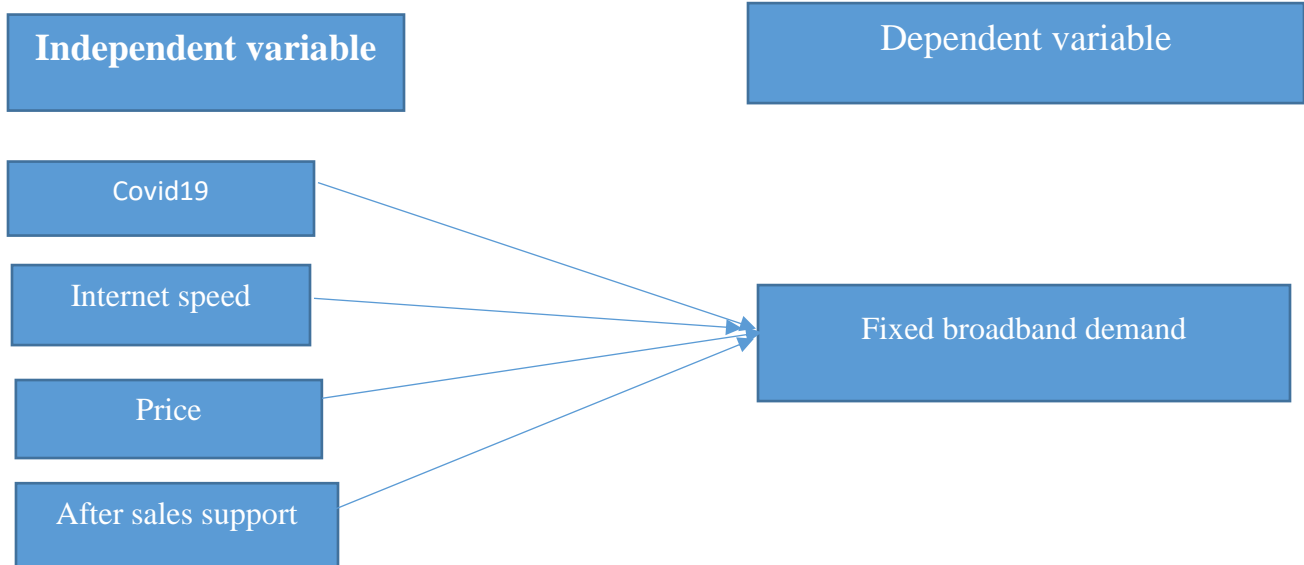 Independent variable
Dependent variable
Covid19
Internet speed
Fixed broadband demand
Price
After sales support